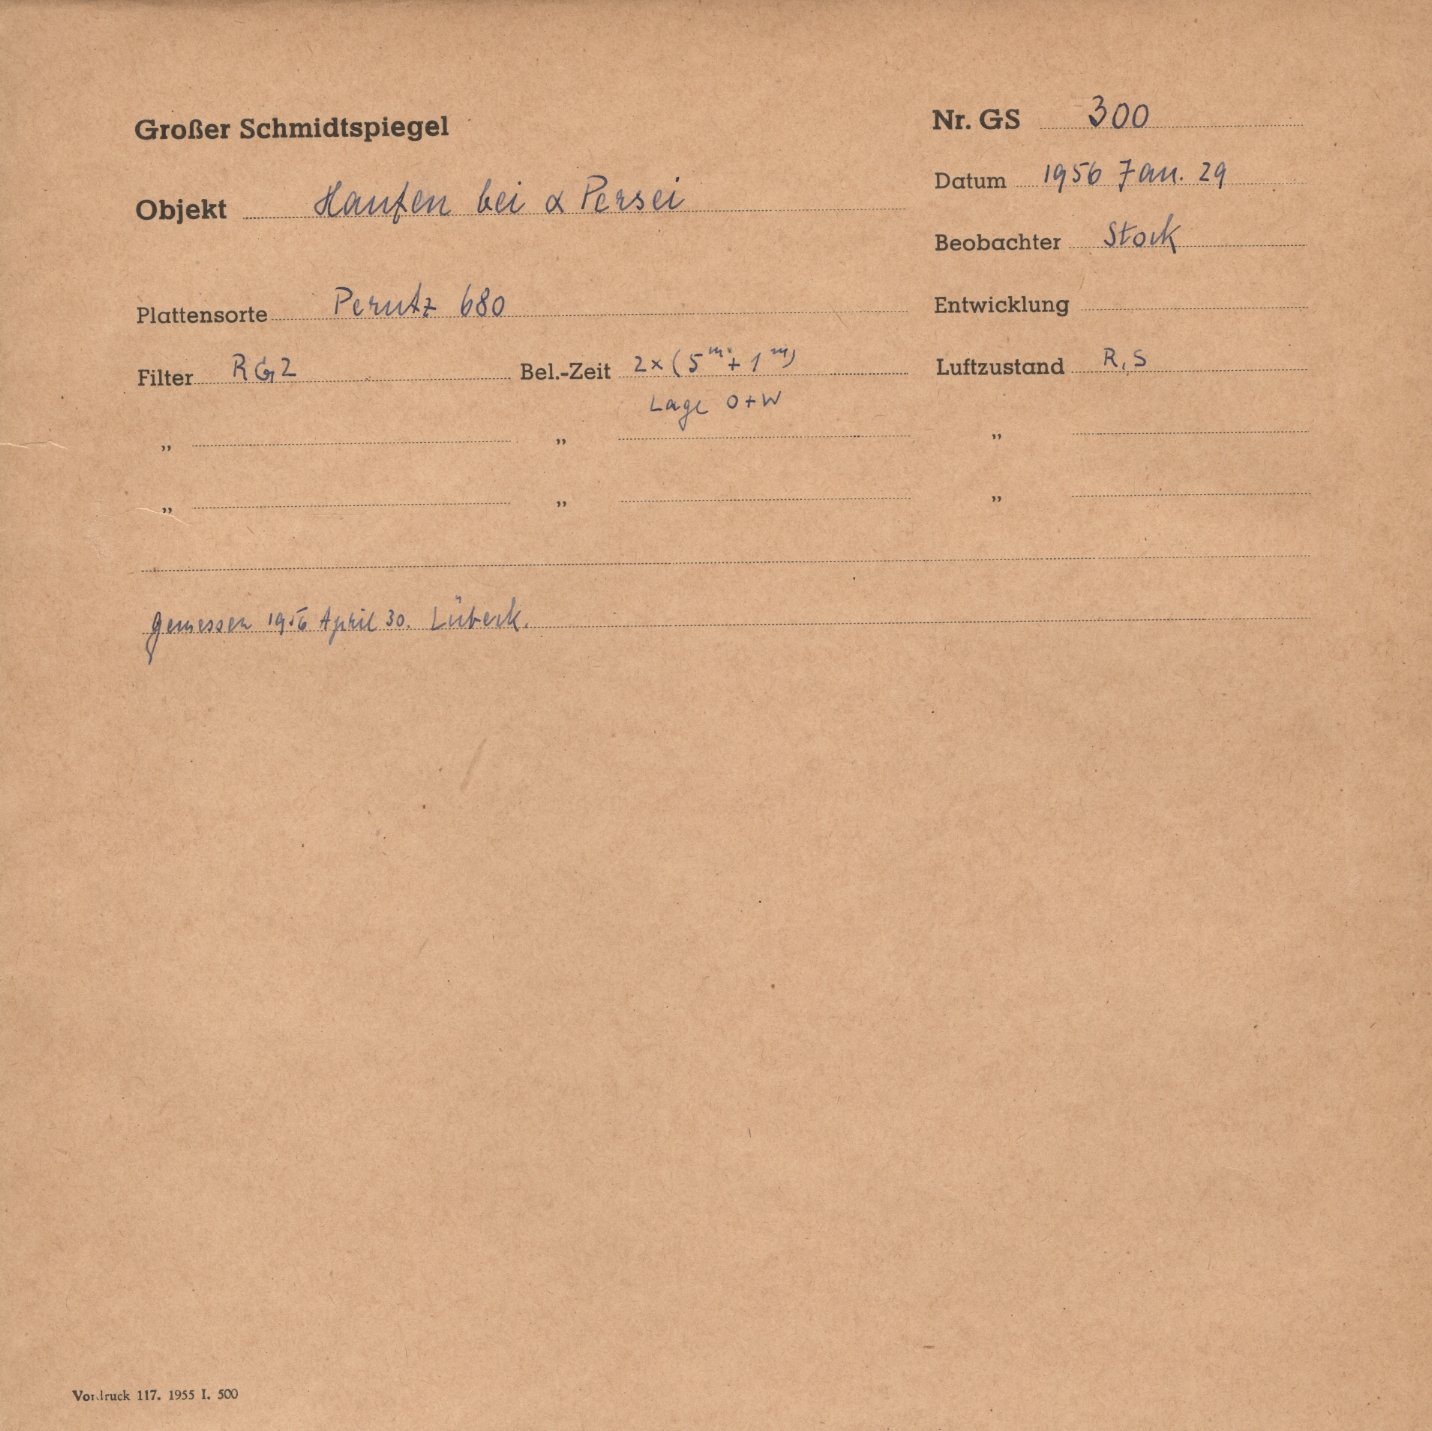 Großer Schmidtspiegel
Nr. GS 300
Datum 1956 Jan. 29
Objekt Haufen bei α Persei
Beobachter Stock
Plattensorte Perutz 680
Entwicklung
Filter RG2 Bel.-Zeit 2×(5ᵐ+1ᵐ) Luftzustand R,S
Lage O+W
„ „ „
„ „ „
gemessen 1956 April 30. Lübeck.
Vordruck 117. 1955 I. 500